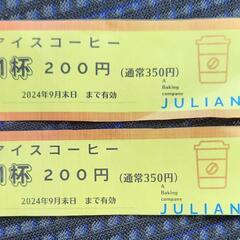 アイスコーヒー
1杯 200円 (通常350円)
2024年9月末日 まで有効
A
Baking
company
JULIAN
アイスコーヒー
1杯 200円 (通常350円)
2024年9月末日 まで有効
A
Baking
company
JULIAN